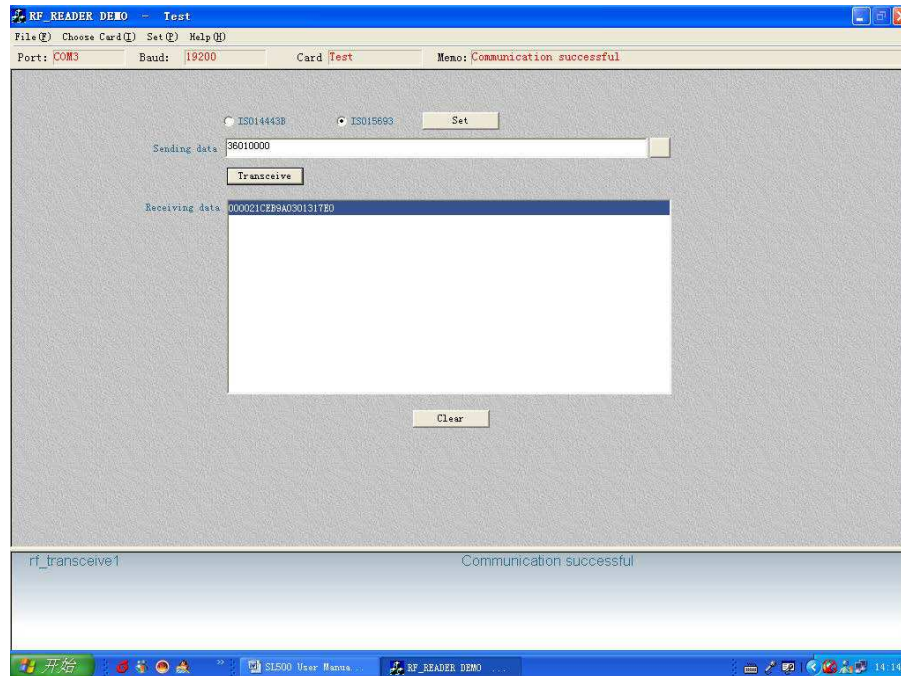 RF_READER DEMO - Test
File(F) Choose Card(I) Set(P) Help(H)
Port: COM3 Baud: 19200 Card Test Memo: Communication successful
ISO14443B ISO15693 Set
Sending data 36010000
Transceive
Receiving data 000021CEB9A0301317E0
Clear
rf_transceive1 Communication successful
开始 SL500 User Manua... RF_READER DEMO ... 14:14